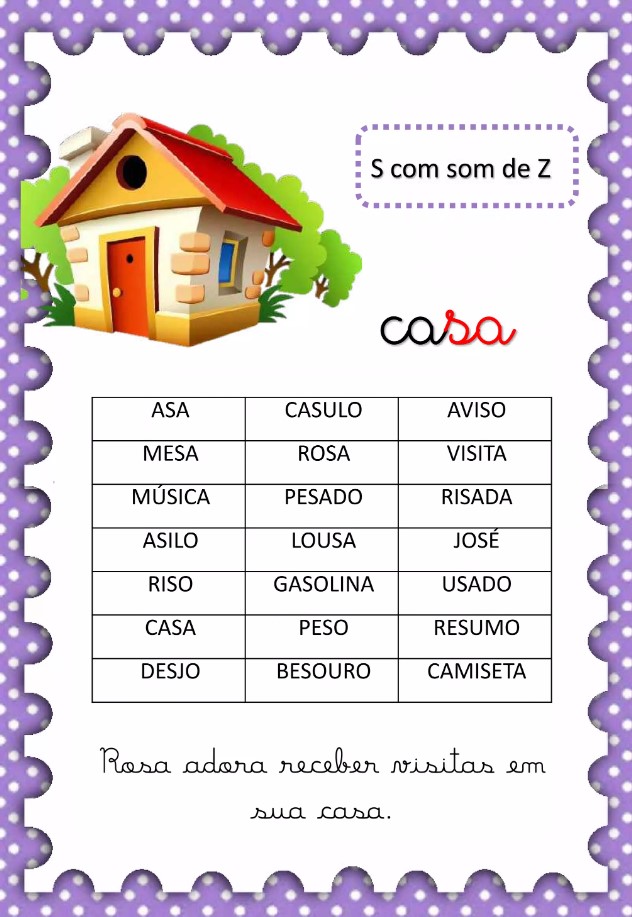 S com som de Z
casa
ASA CASULO AVISO
MESA ROSA VISITA
MÚSICA PESADO RISADA
ASILO LOUSA JOSÉ
RISO GASOLINA USADO
CASA PESO RESUMO
DESJO BESOURO CAMISETA
Rosa adora receber visitas em
sua casa.